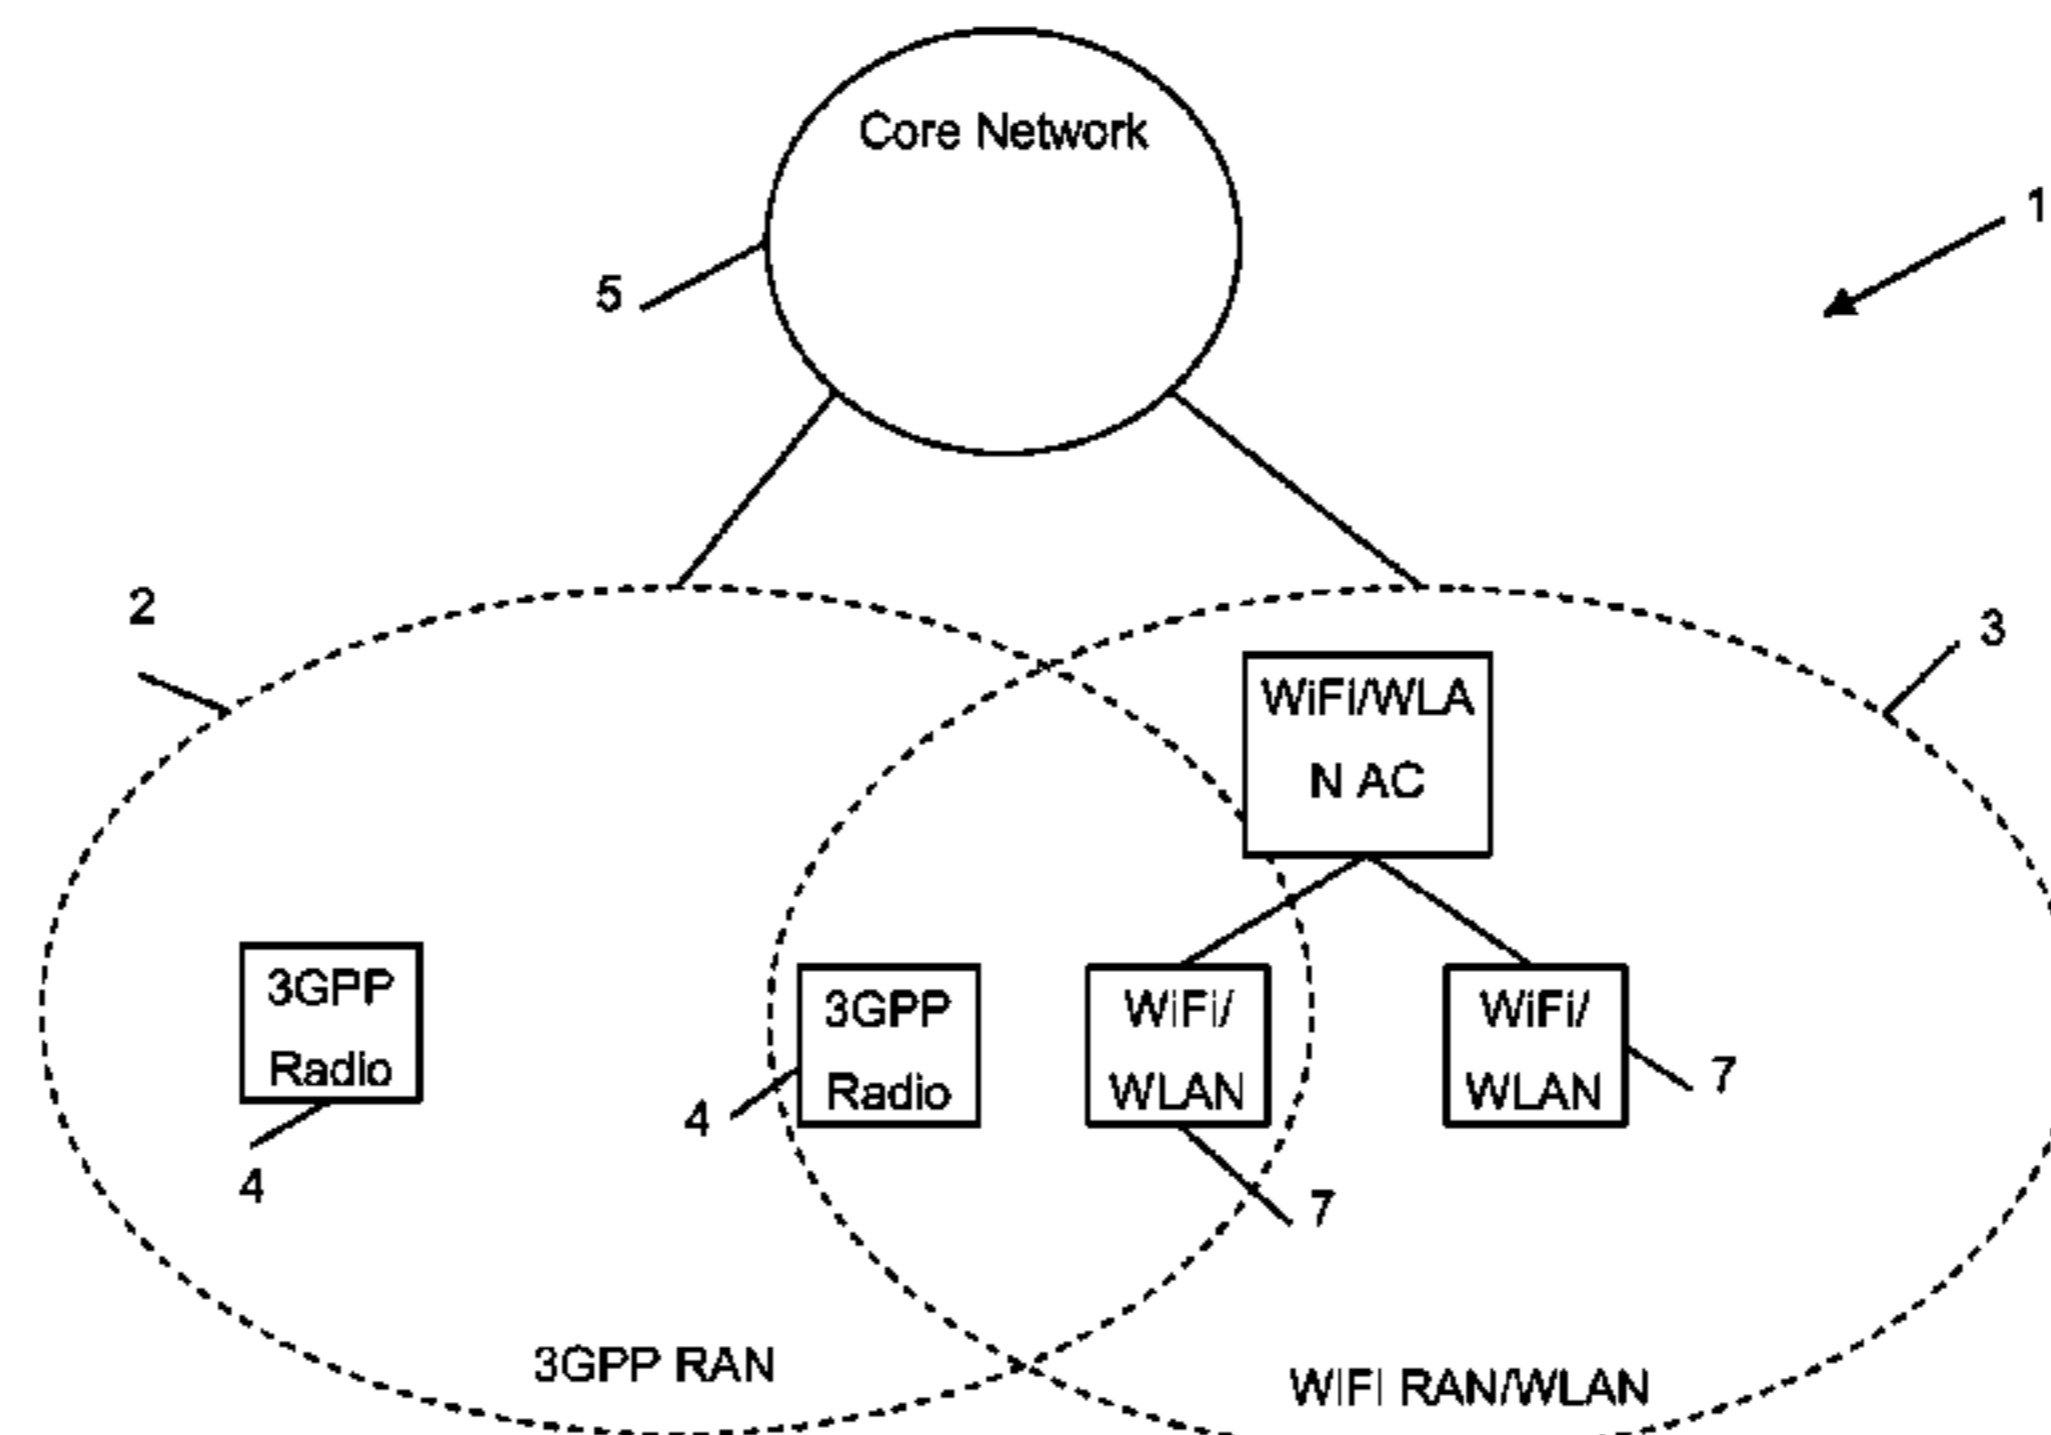 Core Network
1
5
2
3
WiFi/WLA
N AC
3GPP
Radio
3GPP
Radio
WiFi/
WLAN
WiFi/
WLAN
4
4
7
7
3GPP RAN
WIFI RAN/WLAN